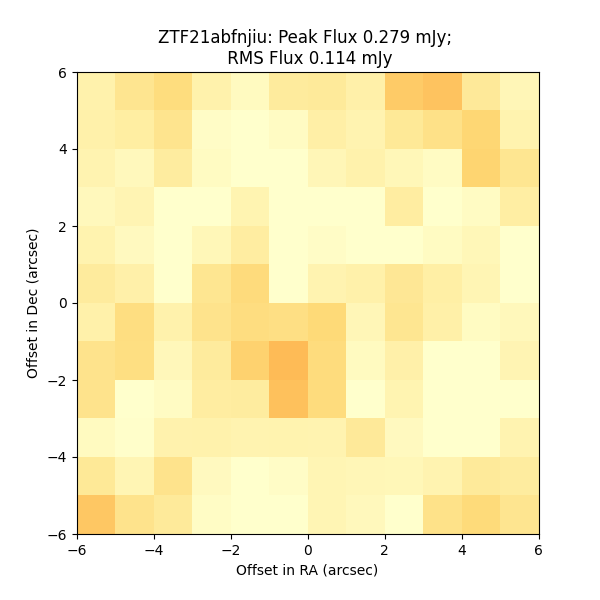 ZTF21abfnjiu: Peak Flux 0.279 mJy;
RMS Flux 0.114 mJy
6
4
2
0
−2
−4
−6
Offset in Dec (arcsec)
−6 −4 −2 0 2 4 6
Offset in RA (arcsec)